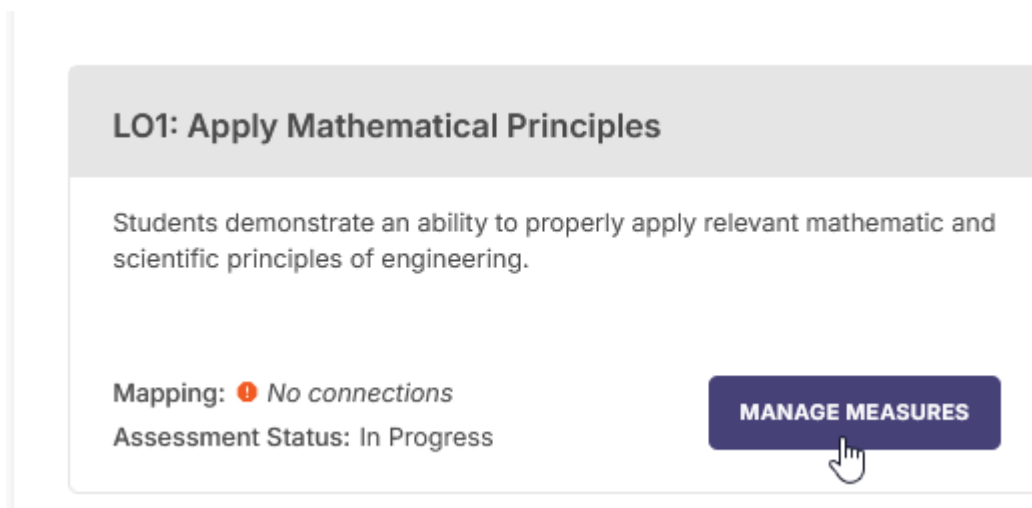 LO1: Apply Mathematical Principles
Students demonstrate an ability to properly apply relevant mathematic and
scientific principles of engineering.
Mapping: No connections
MANAGE MEASURES
Assessment Status: In Progress